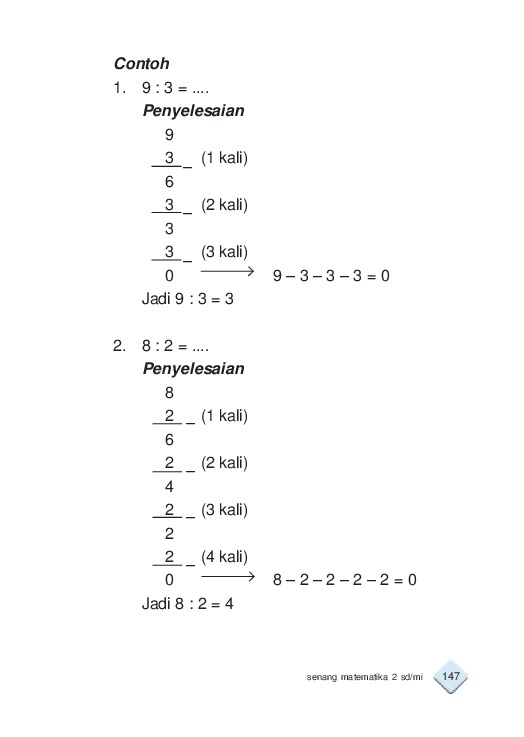 Contoh
1. 9 : 3 = ....
Penyelesaian
9
3 _ (1 kali)
6
3 _ (2 kali)
3
3 _ (3 kali)
0 → 9 – 3 – 3 – 3 = 0
Jadi 9 : 3 = 3
2. 8 : 2 = ....
Penyelesaian
8
2 _ (1 kali)
6
2 _ (2 kali)
4
2 _ (3 kali)
2
2 _ (4 kali)
0 → 8 – 2 – 2 – 2 – 2 = 0
Jadi 8 : 2 = 4
senang matematika 2 sd/mi 147